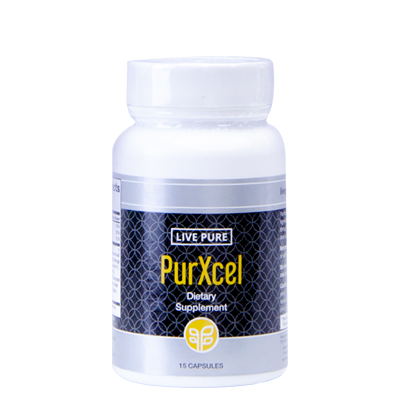 LIVE PURE
PurXcel
Dietary
Supplement
15 CAPSULES